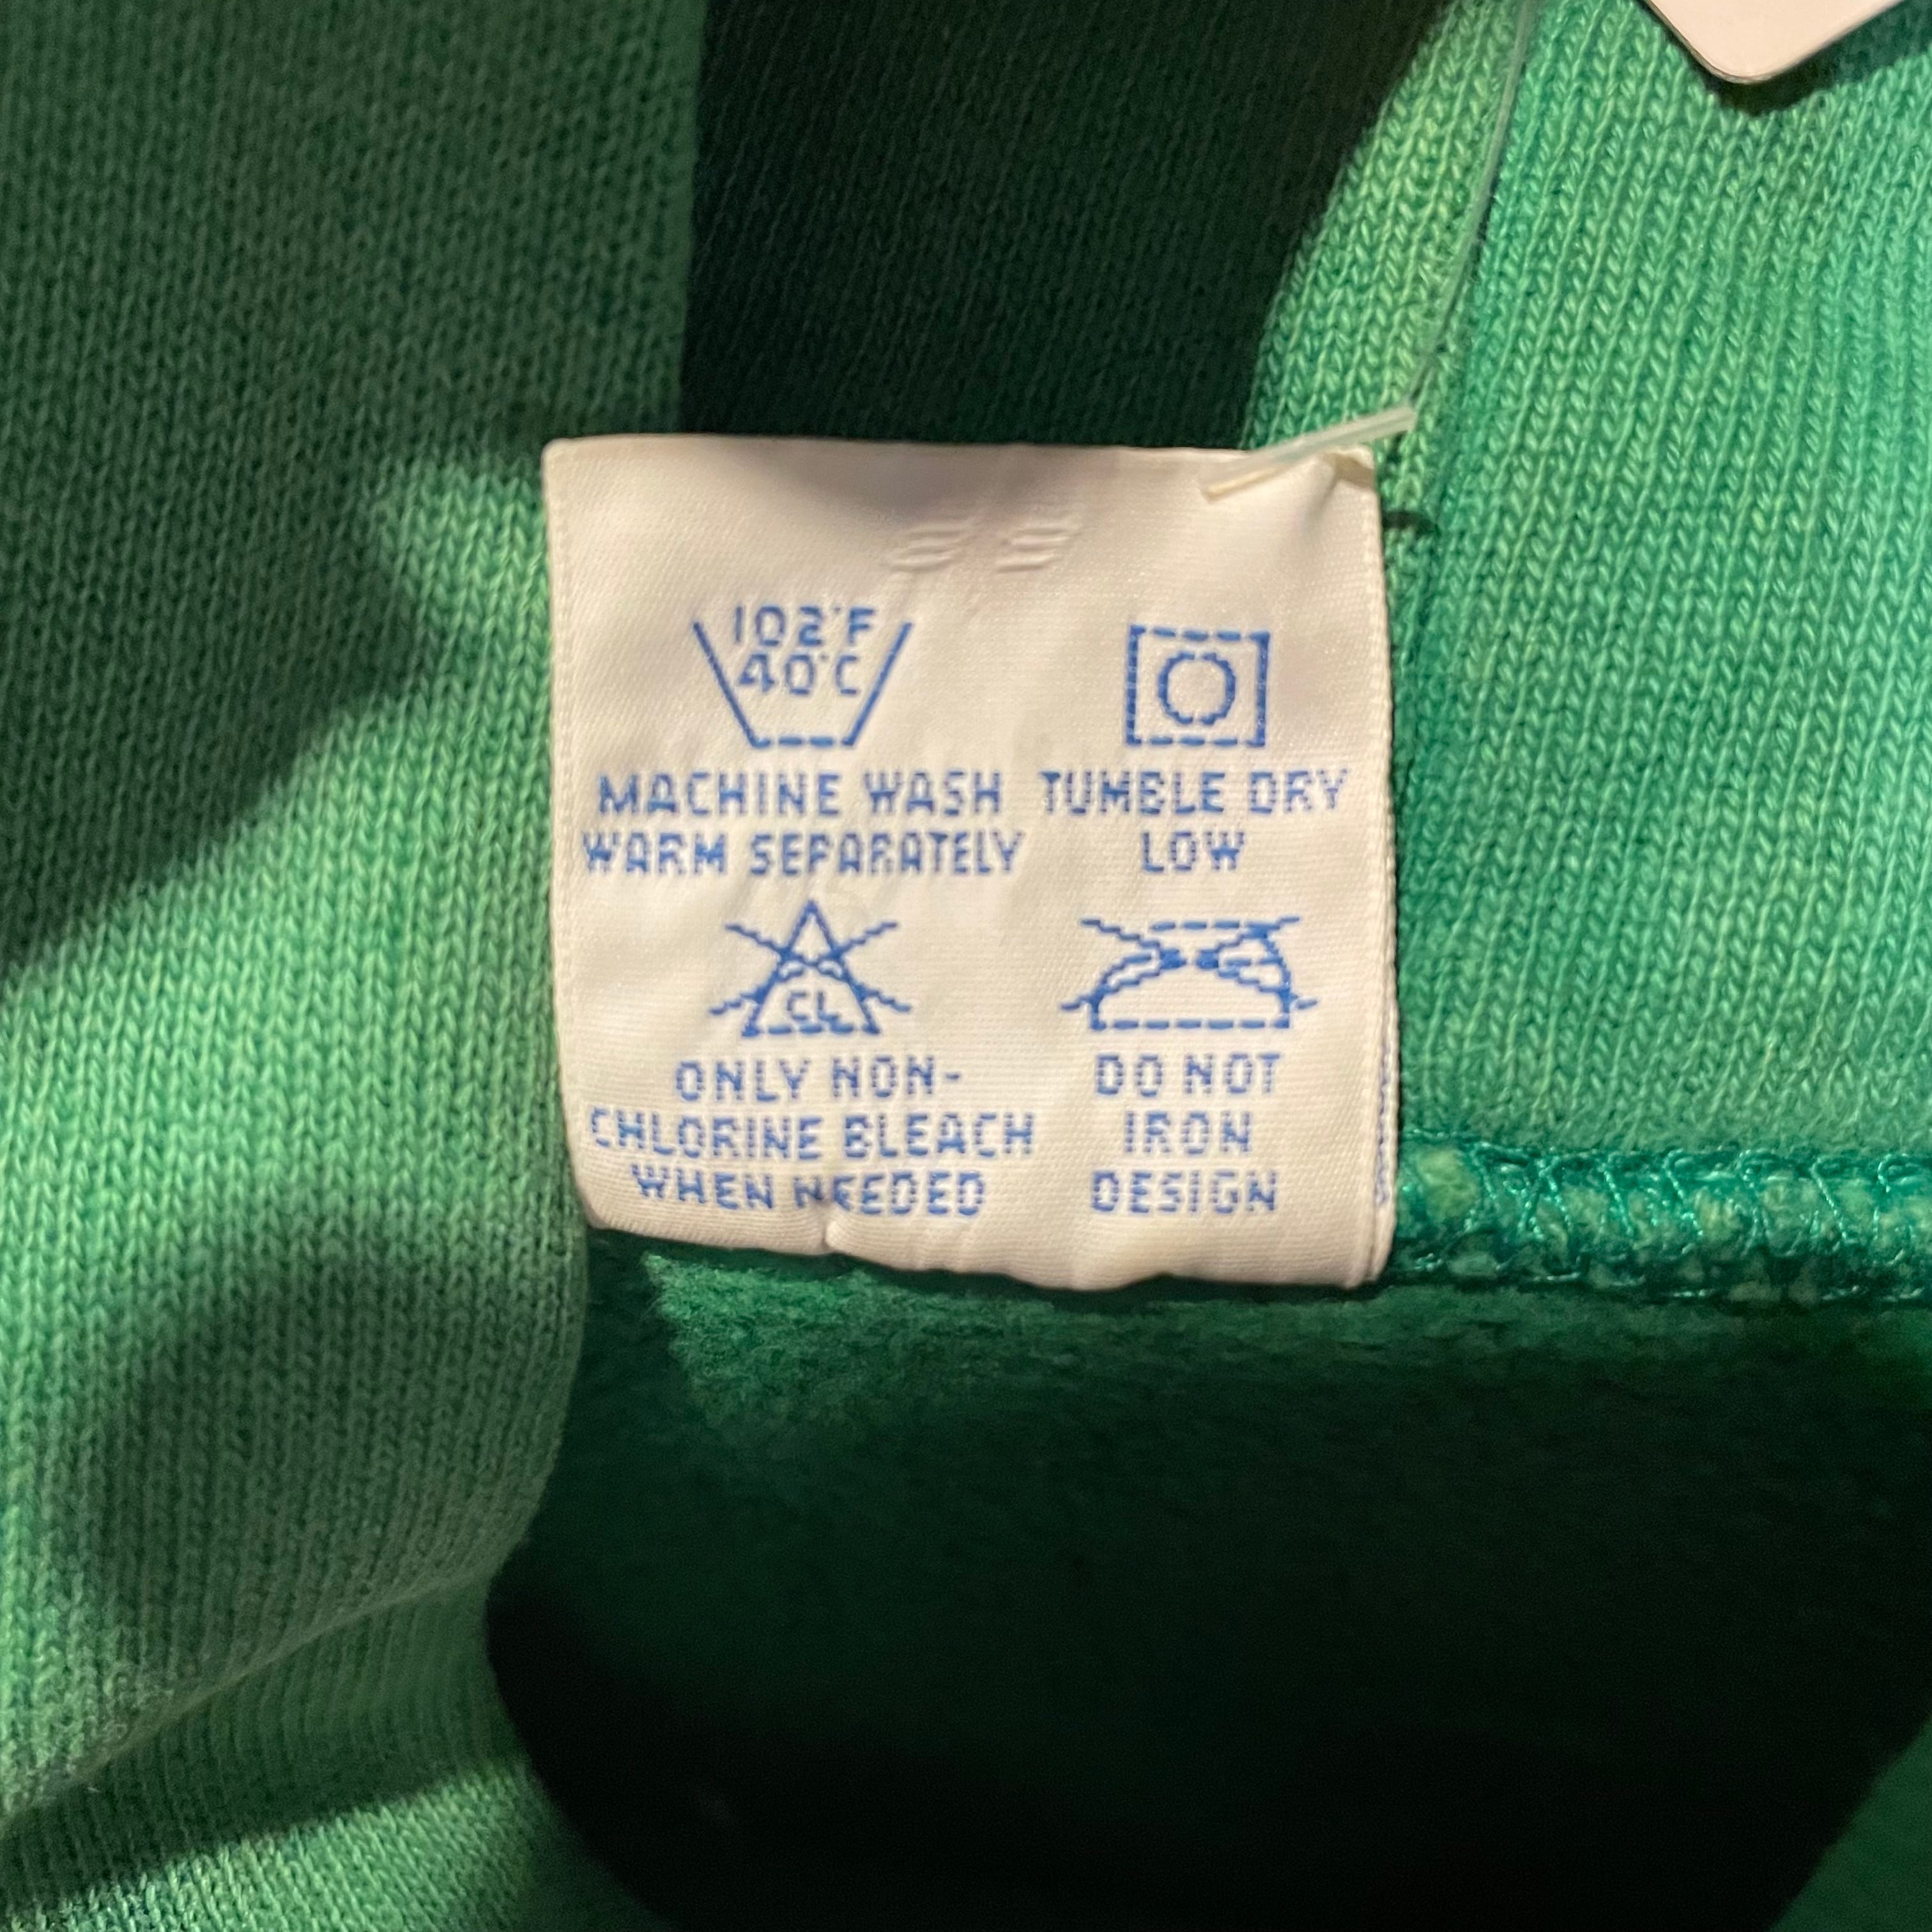 102°F
40°C
MACHINE WASH
WARM SEPARATELY
TUMBLE DRY
LOW
CL
ONLY NON-
CHLORINE BLEACH
WHEN NEEDED
DO NOT
IRON
DESIGN